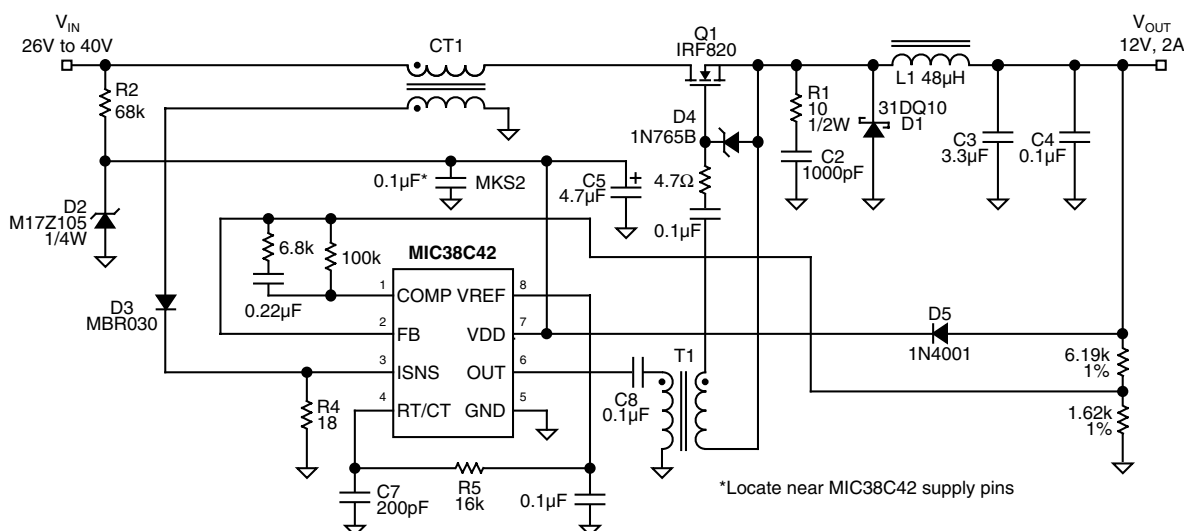 VIN
26V to 40V
CT1
Q1
IRF820
VOUT
12V, 2A
R2
68k
L1 48µH
R1
10
1/2W
31DQ10
D1
D4
1N765B
C3
3.3µF
C4
0.1µF
C2
1000pF
0.1µF*
MKS2
C5
4.7µF
+
4.7Ω
0.1µF
D2
M17Z105
1/4W
6.8k
100k
0.22µF
MIC38C42
1
COMP
VREF
8
2
FB
VDD
7
3
ISNS
OUT
6
4
RT/CT
GND
5
D3
MBR030
D5
1N4001
6.19k
1%
1.62k
1%
T1
C8
0.1µF
R4
18
C7
200pF
R5
16k
0.1µF
*Locate near MIC38C42 supply pins